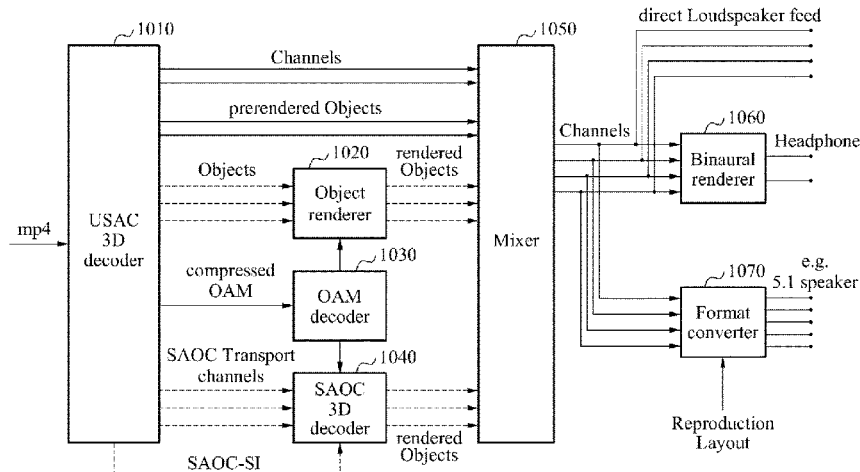 1010
1050
direct Loudspeaker feed
Channels
prerendered Objects
1020
Objects
rendered
Objects
Object
renderer
Channels
1060
Binaural
renderer
Headphone
mp4
USAC
3D
decoder
Mixer
compressed
OAM
1030
OAM
decoder
1070
Format
converter
e.g.
5.1 speaker
SAOC Transport
channels
1040
SAOC
3D
decoder
rendered
Objects
Reproduction
Layout
SAOC-SI